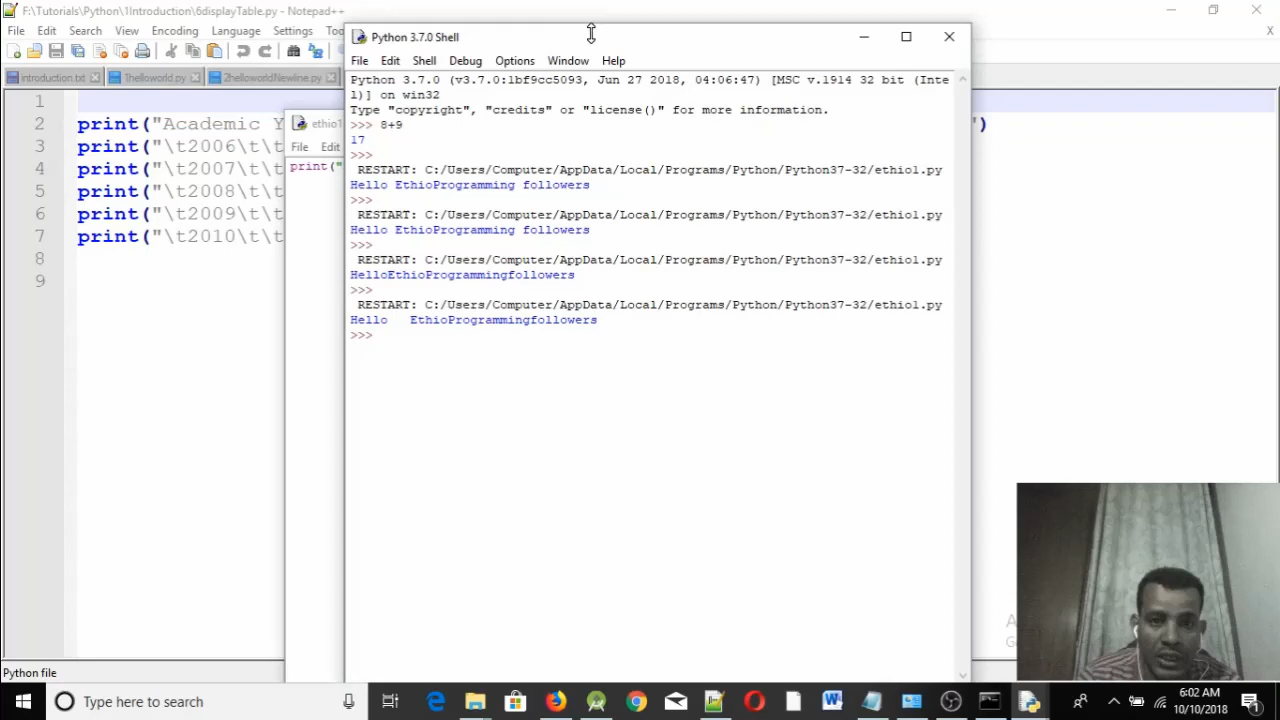 F:\Tutorials\Python\1Introduction\6displayTable.py - Notepad++
File Edit Search View Encoding Language Settings
introduction.txt 1helloworld.py 2helloworldNewline.py
1
2 print("Academic Y ")
3 print("\t2006\t\t
4 print("\t2007\t\t
5 print("\t2008\t\t
6 print("\t2009\t\t
7 print("\t2010\t\t
8
9
ethio1
File Edit
print("
Python 3.7.0 Shell
File Edit Shell Debug Options Window Help
Python 3.7.0 (v3.7.0:1bf9cc5093, Jun 27 2018, 04:06:47) [MSC v.1914 32 bit (Inte
l)] on win32
Type "copyright", "credits" or "license()" for more information.
>>> 8+9
17
>>>
RESTART: C:/Users/Computer/AppData/Local/Programs/Python/Python37-32/ethio1.py
Hello EthioProgramming followers
>>>
RESTART: C:/Users/Computer/AppData/Local/Programs/Python/Python37-32/ethio1.py
Hello EthioProgramming followers
>>>
RESTART: C:/Users/Computer/AppData/Local/Programs/Python/Python37-32/ethio1.py
HelloEthioProgrammingfollowers
>>>
RESTART: C:/Users/Computer/AppData/Local/Programs/Python/Python37-32/ethio1.py
Hello   EthioProgrammingfollowers
>>>
Python file
Type here to search
6:02 AM
10/10/2018